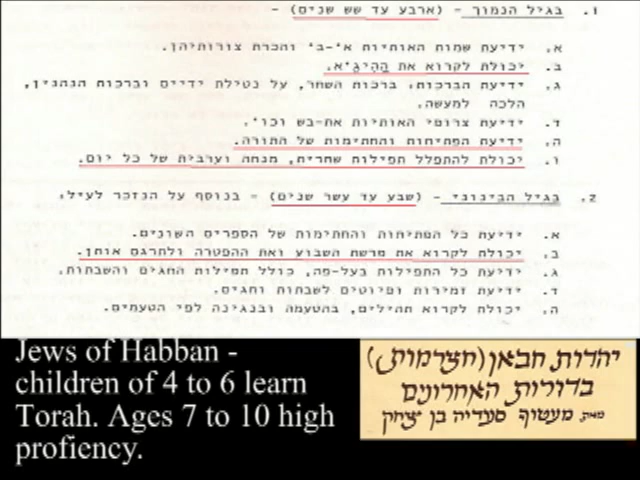 1. בגיל הנמוך - (ארבע עד שש שנים) -
א. ידיעת שמות האותיות א'-ב' והכרת צורותיהן.
ב. יכולת לקרוא את הַהִיגָּ'א.
ג. ידיעת הברכות, ברכות השחר, על נטילת ידיים וברכות הנהנין,
הלכה למעשה.
ד. ידיעת צרופי האותיות את-בש וכו'.
ה. ידיעת הפתיחות והחתימות של התורה.
ו. יכולת להתפלל תפילות שחרית, מנחה וערבית של כל יום.
2. בגיל הבינוני - (שבע עד עשר שנים) - בנוסף על הנזכר לעיל:
א. ידיעת כל הפתיחות והחתימות של הספרים השונים.
ב. יכולת לקרוא את פרשת השבוע ואת ההפטרה ולתרגם אותן.
ג. ידיעת כל התפילות בעל-פה, כולל תפילות החגים והשבתות.
ד. ידיעת זמירות ופיוטים לשבתות וחגים.
ה. יכולת לקרוא תהילים, בהטעמה ובנגינה לפי הטעמים.
Jews of Habban -
children of 4 to 6 learn
Torah. Ages 7 to 10 high
profiency.
יהדות חבאן (חצרמות)
בדורות האחרונים
מאת, מעטוף סעדיה בן יצחק